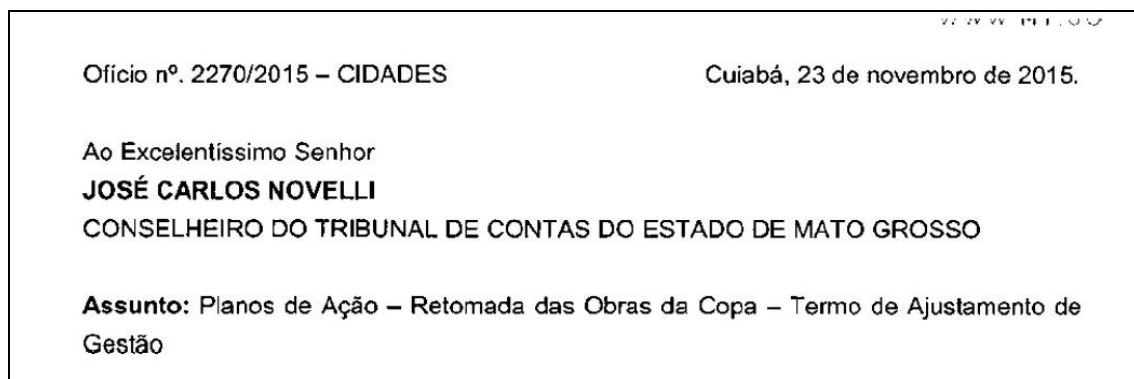 Ofício nº. 2270/2015 – CIDADES Cuiabá, 23 de novembro de 2015.
Ao Excelentíssimo Senhor
JOSÉ CARLOS NOVELLI
CONSELHEIRO DO TRIBUNAL DE CONTAS DO ESTADO DE MATO GROSSO
Assunto: Planos de Ação – Retomada das Obras da Copa – Termo de Ajustamento de
Gestão